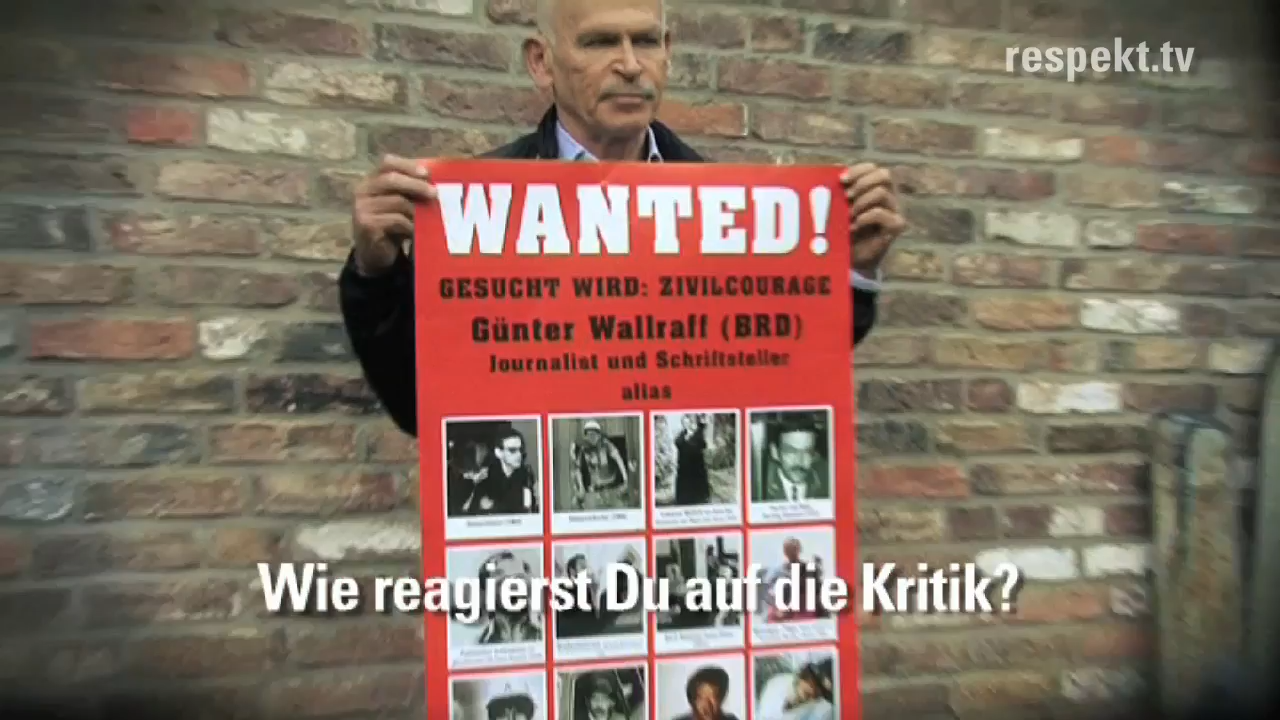 respekt.tv
WANTED!
GESUCHT WIRD: ZIVILCOURAGE
Günter Wallraff (BRD)
Journalist und Schriftsteller
alias
Wie reagierst Du auf die Kritik?